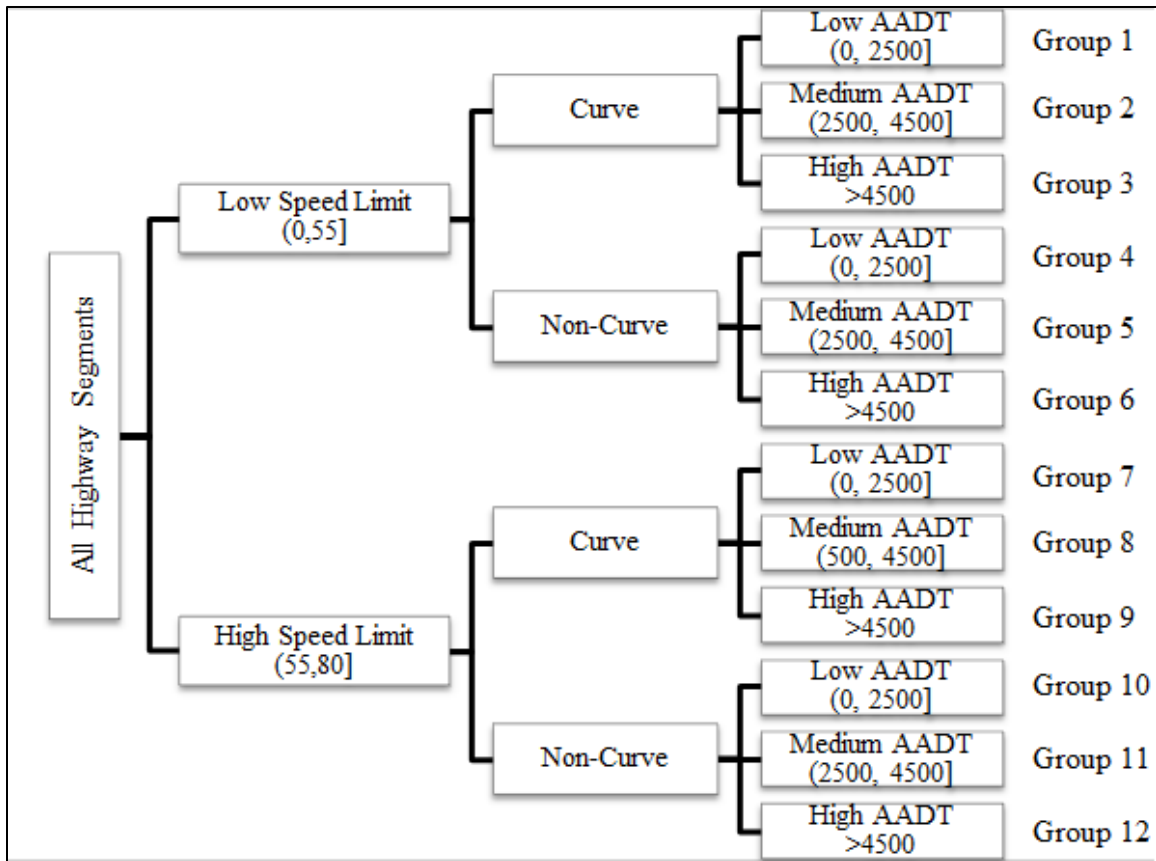 All Highway Segments
Low Speed Limit
(0,55]
High Speed Limit
(55,80]
Curve
Non-Curve
Curve
Non-Curve
Low AADT
(0, 2500]
Group 1
Medium AADT
(2500, 4500]
Group 2
High AADT
>4500
Group 3
Low AADT
(0, 2500]
Group 4
Medium AADT
(2500, 4500]
Group 5
High AADT
>4500
Group 6
Low AADT
(0, 2500]
Group 7
Medium AADT
(500, 4500]
Group 8
High AADT
>4500
Group 9
Low AADT
(0, 2500]
Group 10
Medium AADT
(2500, 4500]
Group 11
High AADT
>4500
Group 12